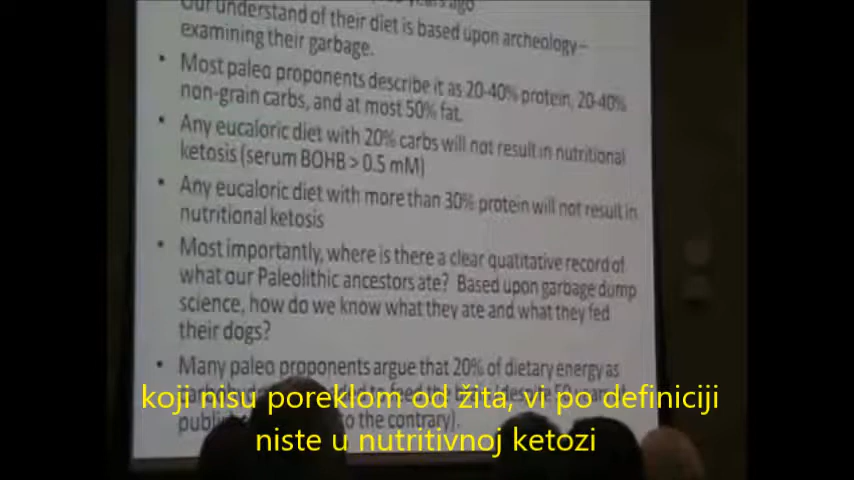 years ago
Our understand of their diet is based upon archeology–
examining their garbage.
• Most paleo proponents describe it as 20-40% protein, 20-40%
non-grain carbs, and at most 50% fat.
• Any eucaloric diet with 20% carbs will not result in nutritional
ketosis (serum BOHB > 0.5 mM)
• Any eucaloric diet with more than 30% protein will not result in
nutritional ketosis
• Most importantly, where is there a clear quatitative record of
what our Paleolithic ancestors ate? Based upon garbage dump
science, how do we know what they ate and what they fed
their dogs?
• Many paleo proponents argue that 20% of dietary energy as
to the contrary).
koji nisu poreklom od žita, vi po definiciji
niste u nutritivnoj ketozi